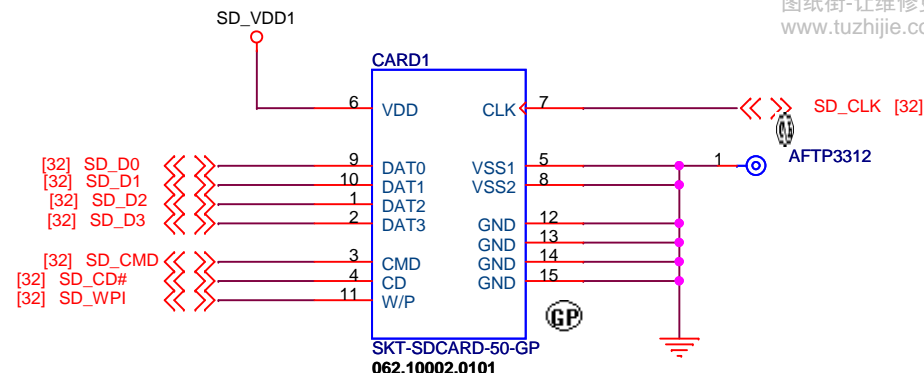 图纸街-让维修
www.tuzhijie.co
SD_VDD1
CARD1
6 VDD
CLK 7
SD_CLK [32]
[32] SD_D0
9 DAT0
VSS1 5
1
AFTP3312
[32] SD_D1
10 DAT1
VSS2 8
[32] SD_D2
1 DAT2
[32] SD_D3
2 DAT3
GND 12
GND 13
[32] SD_CMD
3 CMD
GND 14
[32] SD_CD#
4 CD
GND 15
[32] SD_WPI
11 W/P
GP
SKT-SDCARD-50-GP
062.10002.0101